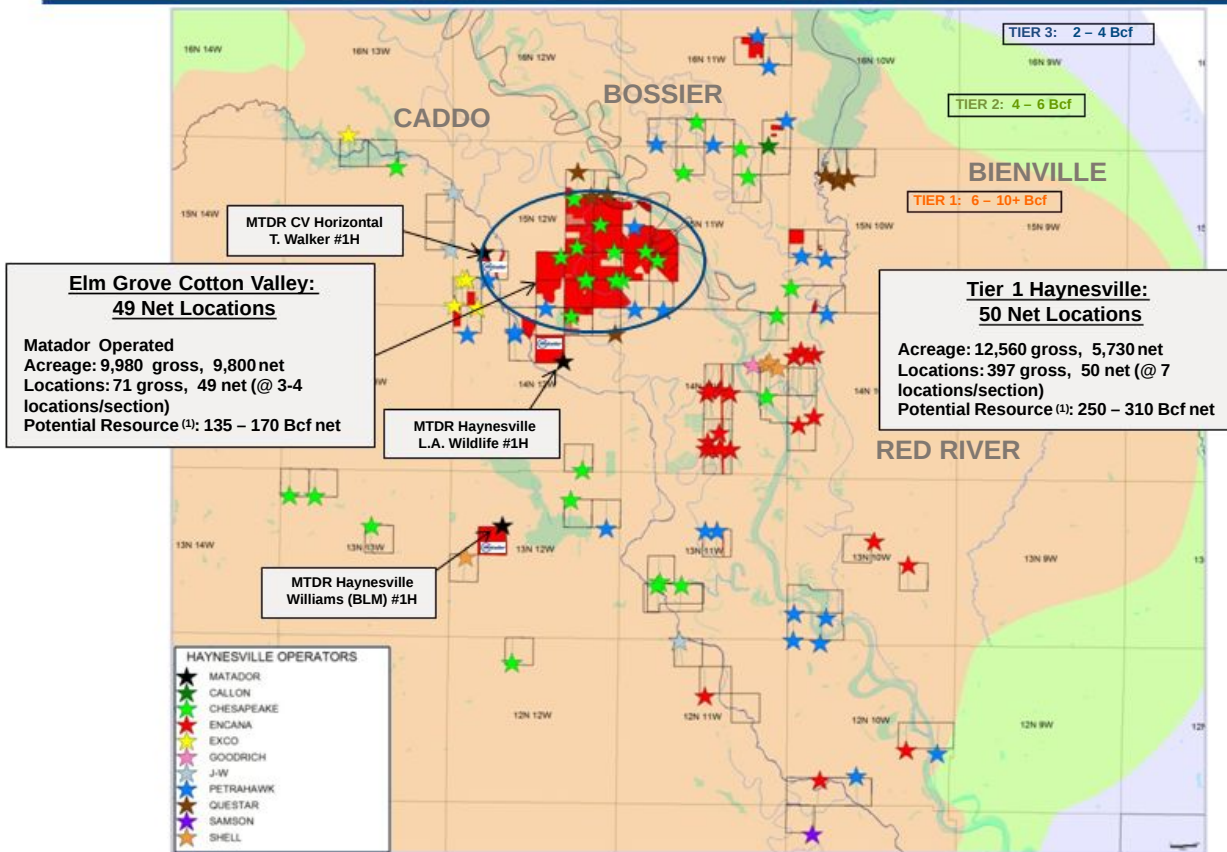 16N 14W
16N 13W
16N 12W
16N 11W
16N 10W
16N 9W
TIER 3: 2 – 4 Bcf
TIER 2: 4 – 6 Bcf
TIER 1: 6 – 10+ Bcf
CADDO
BOSSIER
BIENVILLE
RED RIVER
15N 14W
15N 12W
15N 11W
15N 10W
15N 9W
MTDR CV Horizontal
T. Walker #1H
Elm Grove Cotton Valley:
49 Net Locations
Matador Operated
Acreage: 9,980 gross, 9,800 net
Locations: 71 gross, 49 net (@ 3-4
locations/section)
Potential Resource (1): 135 – 170 Bcf net
Tier 1 Haynesville:
50 Net Locations
Acreage: 12,560 gross, 5,730 net
Locations: 397 gross, 50 net (@ 7
locations/section)
Potential Resource (1): 250 – 310 Bcf net
14N 12W
MTDR Haynesville
L.A. Wildlife #1H
MTDR Haynesville
Williams (BLM) #1H
13N 14W
13N 13W
13N 12W
13N 11W
13N 10W
13N 9W
12N 12W
12N 11W
12N 10W
12N 9W
HAYNESVILLE OPERATORS
MATADOR
CALLON
CHESAPEAKE
ENCANA
EXCO
GOODRICH
J-W
PETRAHAWK
QUESTAR
SAMSON
SHELL